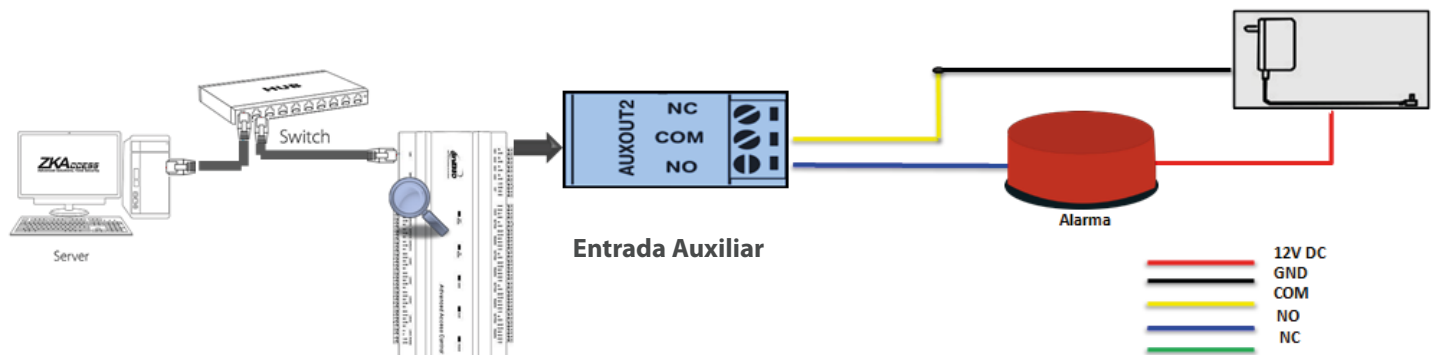 HUB
Switch
ZKAccess
Server
AUXOUT2
NC
COM
NO
Entrada Auxiliar
Alarma
12V DC
GND
COM
NO
NC